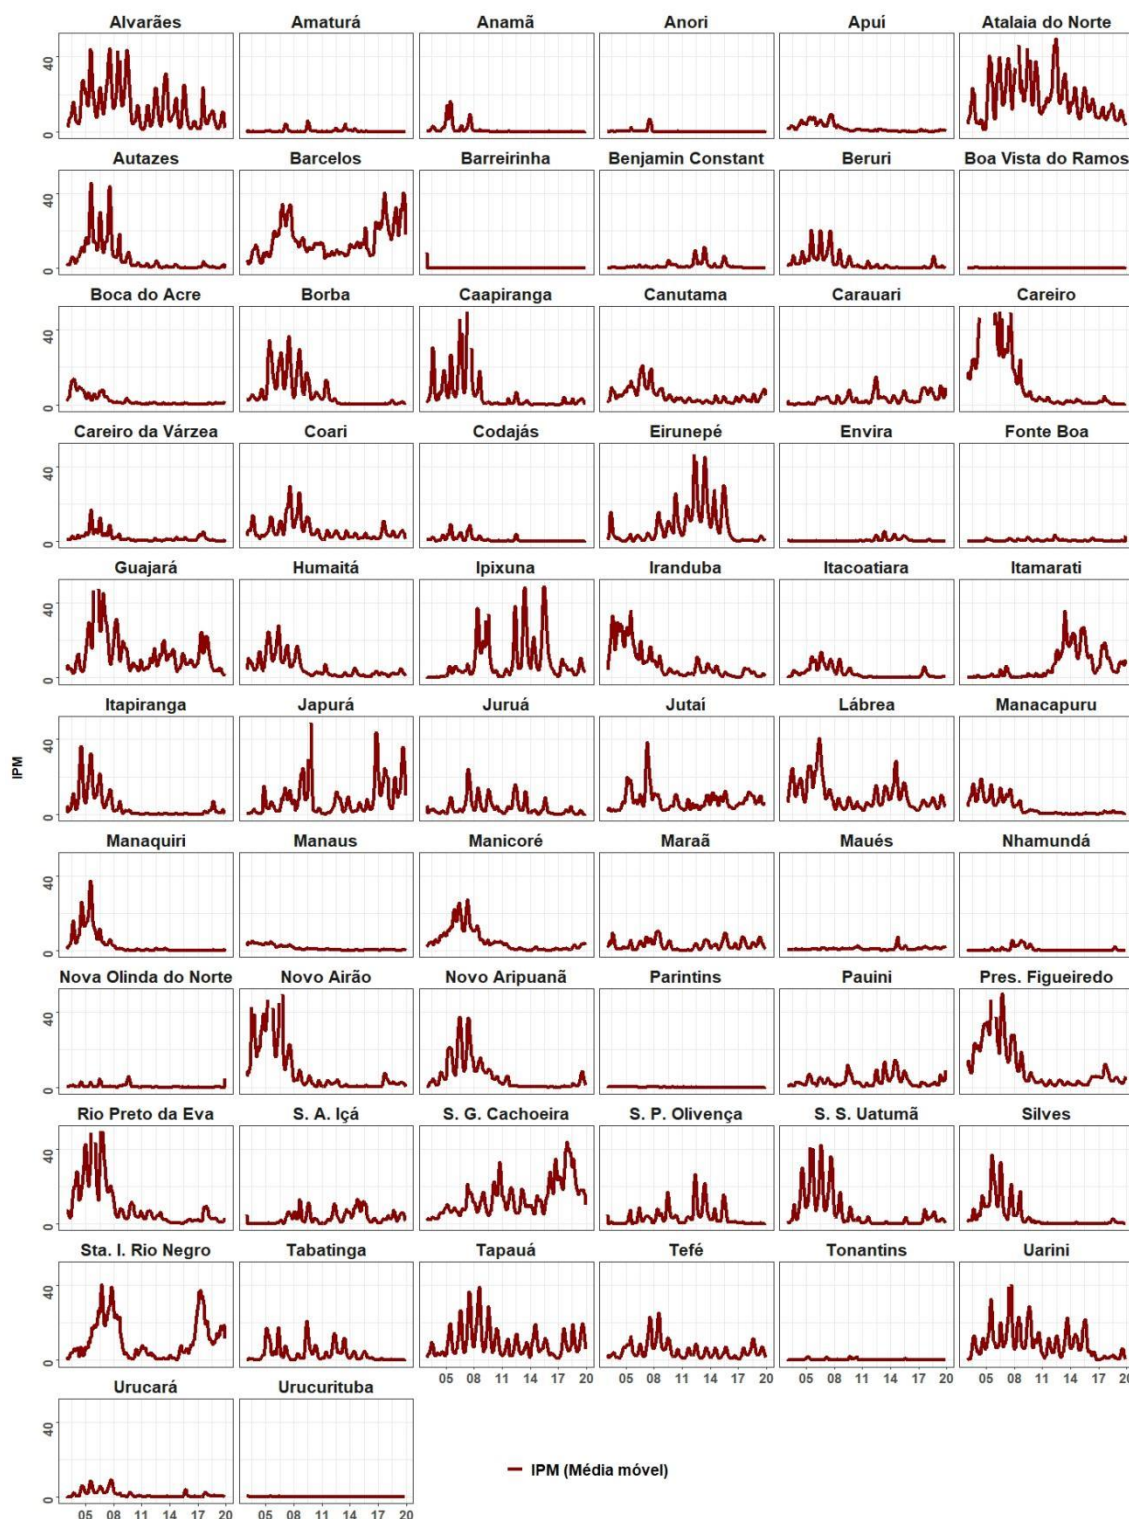 Alvarães Amaturá Anamã Anori Apuí Atalaia do Norte
40
0
Autazes Barcelos Barreirinha Benjamin Constant Beruri Boa Vista do Ramos
40
0
Boca do Acre Borba Caapiranga Canutama Carauari Careiro
40
0
Careiro da Várzea Coari Codajás Eirunepé Envira Fonte Boa
40
0
Guajará Humaitá Ipixuna Iranduba Itacoatiara Itamarati
40
0
Itapiranga Japurá Juruá Jutaí Lábrea Manacapuru
40
IPM
0
Manaquiri Manaus Manicoré Maraã Maués Nhamundá
40
0
Nova Olinda do Norte Novo Airão Novo Aripuanã Parintins Pauini Pres. Figueiredo
40
0
Rio Preto da Eva S. A. Içá S. G. Cachoeira S. P. Olivença S. S. Uatumã Silves
40
0
Sta. I. Rio Negro Tabatinga Tapauá Tefé Tonantins Uarini
40
0
05 08 11 14 17 20 05 08 11 14 17 20 05 08 11 14 17 20 05 08 11 14 17 20
Urucará Urucurituba
40
0
IPM (Média móvel)
05 08 11 14 17 20 05 08 11 14 17 20